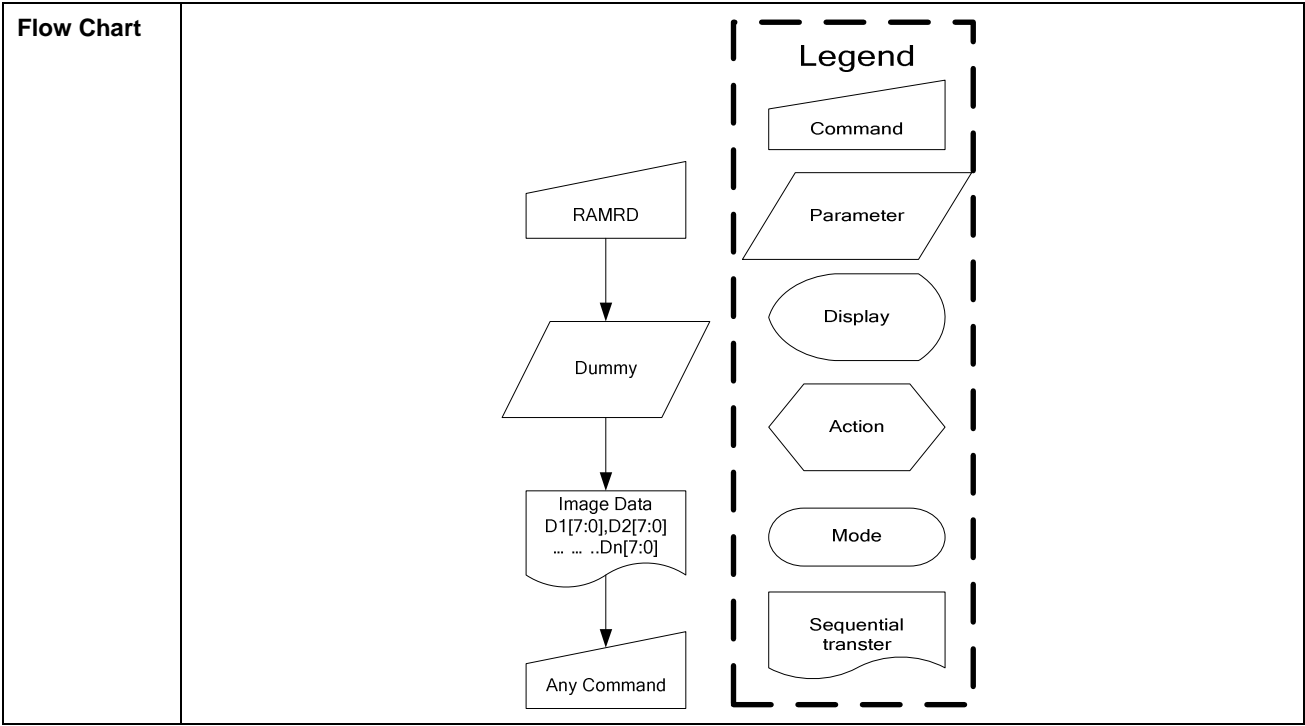 Flow Chart
RAMRD
Dummy
Image Data
D1[7:0],D2[7:0]
... ... ..Dn[7:0]
Any Command
Legend
Command
Parameter
Display
Action
Mode
Sequential
transter